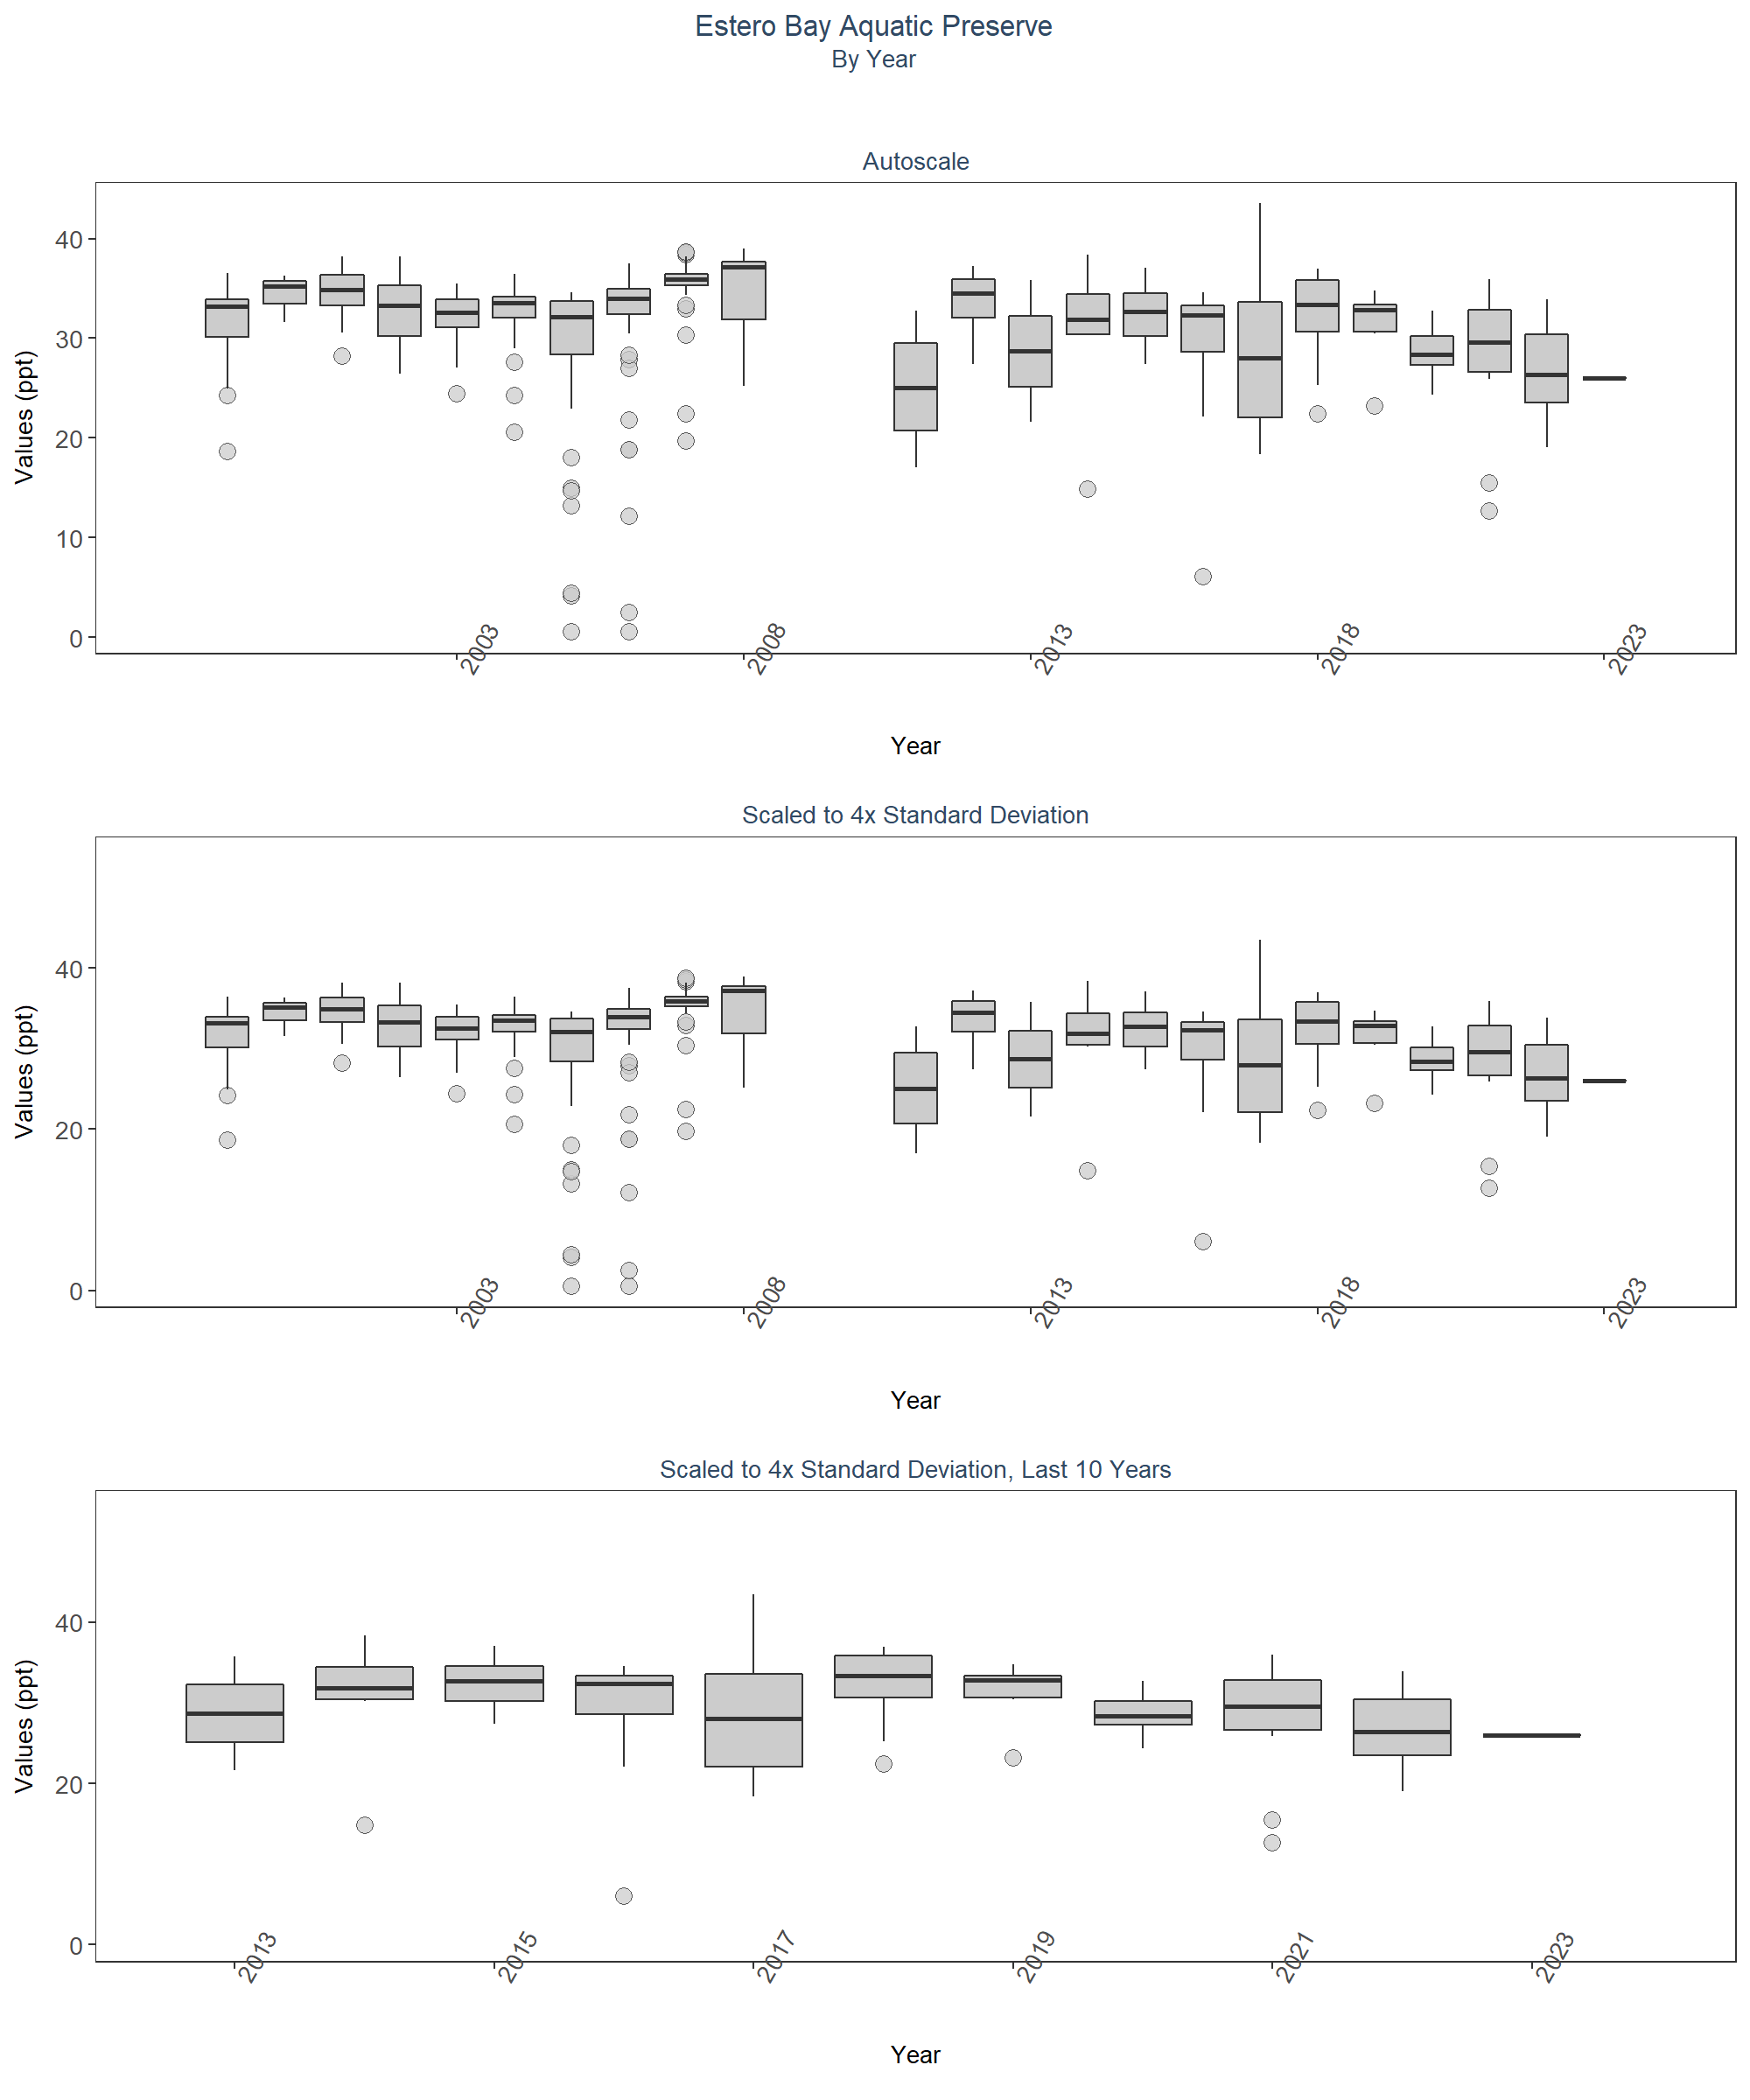 Estero Bay Aquatic Preserve
By Year
Autoscale
Values (ppt)
40
30
20
10
0
2003 2008 2013 2018 2023
Year
Scaled to 4x Standard Deviation
Values (ppt)
40
20
0
2003 2008 2013 2018 2023
Year
Scaled to 4x Standard Deviation, Last 10 Years
Values (ppt)
40
20
0
2013 2015 2017 2019 2021 2023
Year